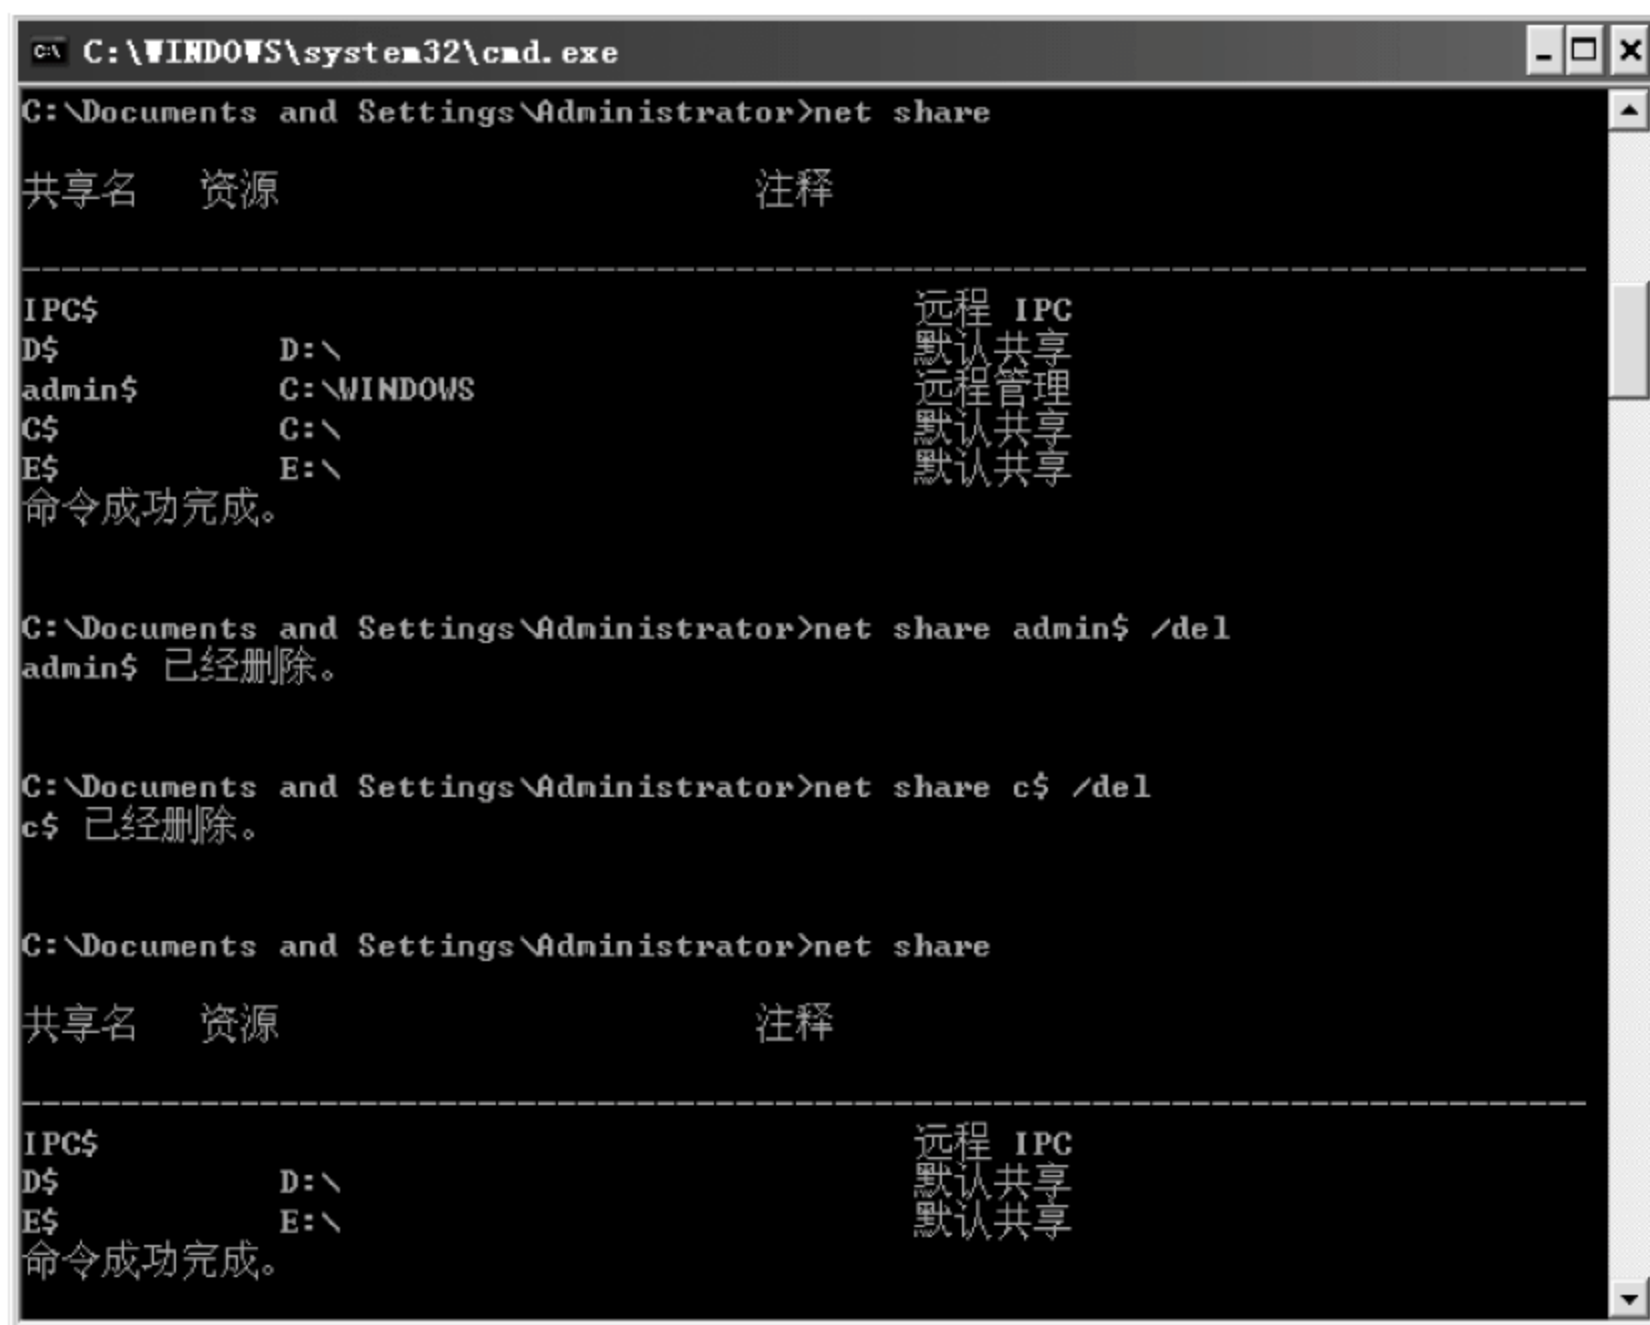 C:\WINDOWS\system32\cmd.exe
C:\Documents and Settings\Administrator>net share
共享名 资源 注释
-------------------------------------------------------------------------------
IPC$ 远程 IPC
D$ D:\ 默认共享
admin$ C:\WINDOWS 远程管理
C$ C:\ 默认共享
E$ E:\ 默认共享
命令成功完成。
C:\Documents and Settings\Administrator>net share admin$ /del
admin$ 已经删除。
C:\Documents and Settings\Administrator>net share c$ /del
c$ 已经删除。
C:\Documents and Settings\Administrator>net share
共享名 资源 注释
-------------------------------------------------------------------------------
IPC$ 远程 IPC
D$ D:\ 默认共享
E$ E:\ 默认共享
命令成功完成。